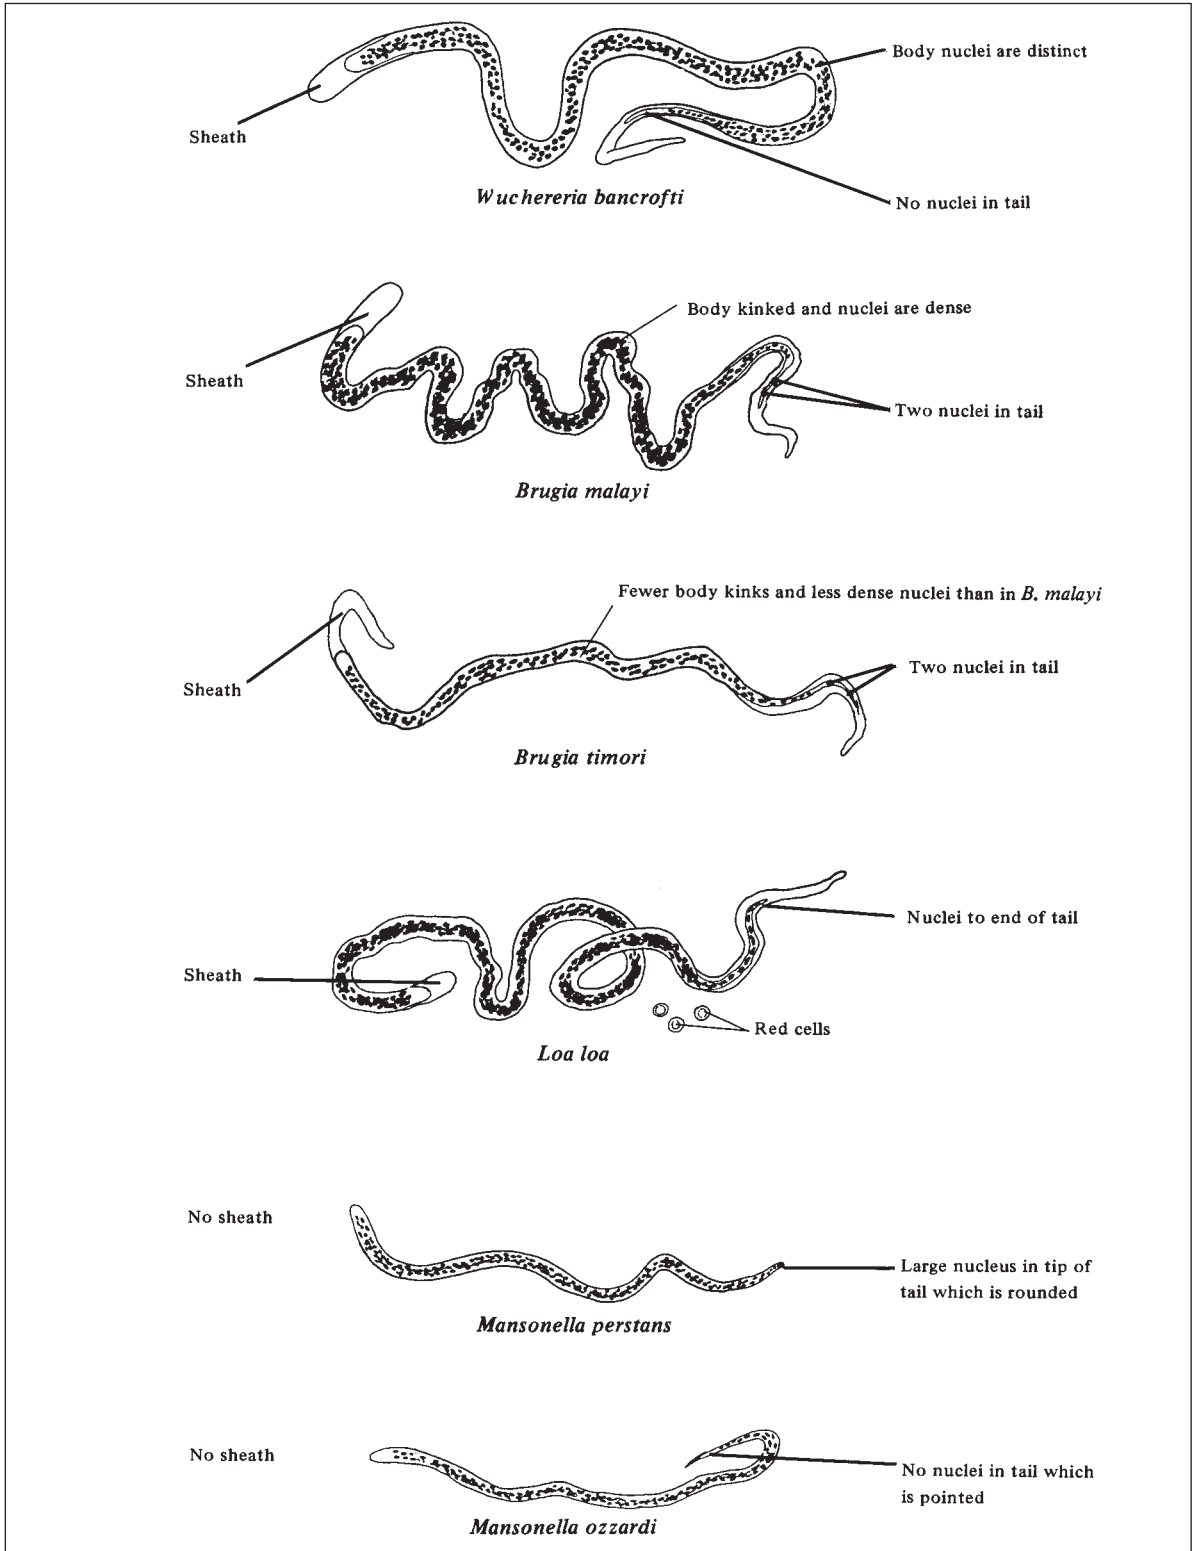 Body nuclei are distinct
Sheath
Wuchereria bancrofti
No nuclei in tail
Body kinked and nuclei are dense
Sheath
Two nuclei in tail
Brugia malayi
Fewer body kinks and less dense nuclei than in B. malayi
Two nuclei in tail
Sheath
Brugia timori
Nuclei to end of tail
Sheath
Red cells
Loa loa
No sheath
Large nucleus in tip of
tail which is rounded
Mansonella perstans
No sheath
No nuclei in tail which
is pointed
Mansonella ozzardi